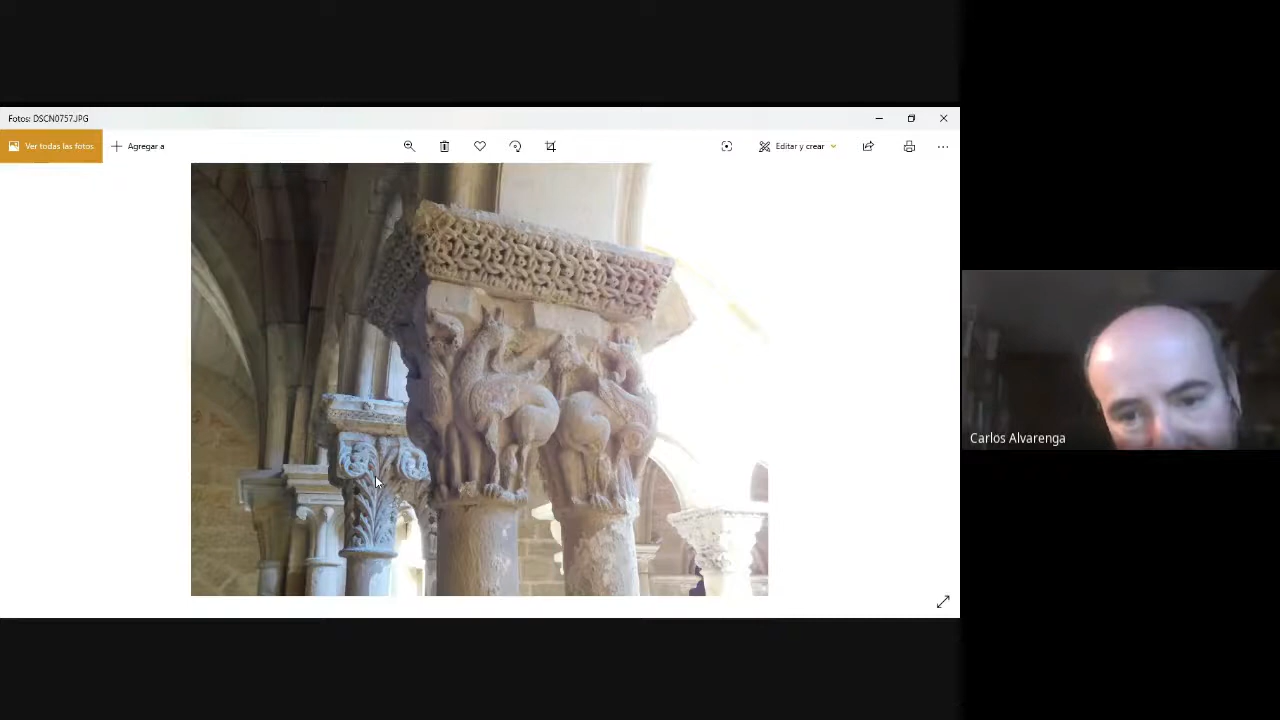 Fotos: DSCN0757.JPG
Ver todas las fotos
Agregar a
Editar y crear
Carlos Alvarenga